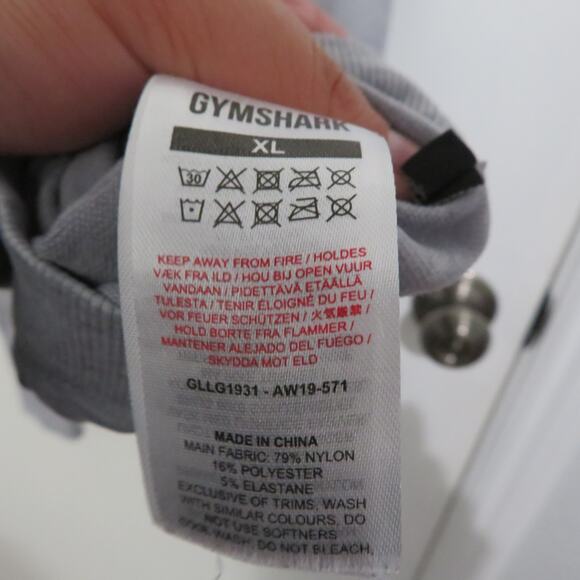 GYMSHARK
XL
30
KEEP AWAY FROM FIRE / HOLDES
VÆK FRA ILD / HOU BIJ OPEN VUUR
VANDAAN / PIDETTÄVÄ ETÄÄLLÄ
TULESTA / TENIR ÉLOIGNÉ DU FEU /
VOR FEUER SCHÜTZEN / 火気厳禁 /
HOLD BORTE FRA FLAMMER /
MANTENER ALEJADO DEL FUEGO /
SKYDDA MOT ELD
GLLG1931 - AW19-571
MADE IN CHINA
MAIN FABRIC: 79% NYLON
16% POLYESTER
5% ELASTANE
EXCLUSIVE OF TRIMS, WASH
WITH SIMILAR COLOURS, DO
NOT USE SOFTNERS
COOL WASH, DO NOT BLEACH,